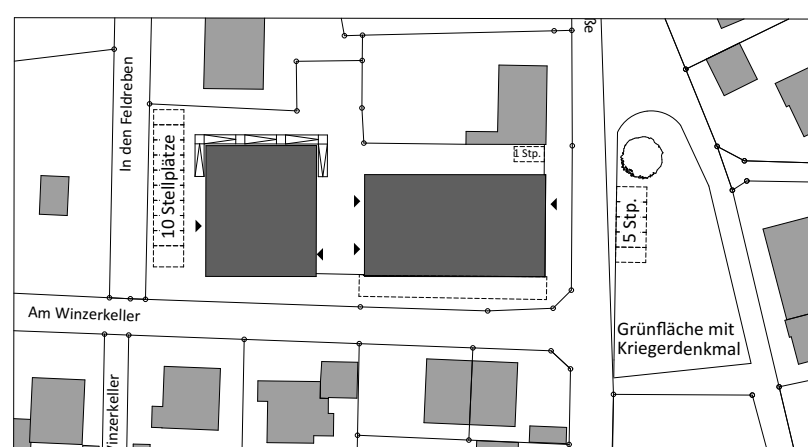 ße
In den Feldreben
10 Stellplätze
1 Stp.
5 Stp.
Am Winzerkeller
Grünfläche mit
Kriegerdenkmal
inzerkeller